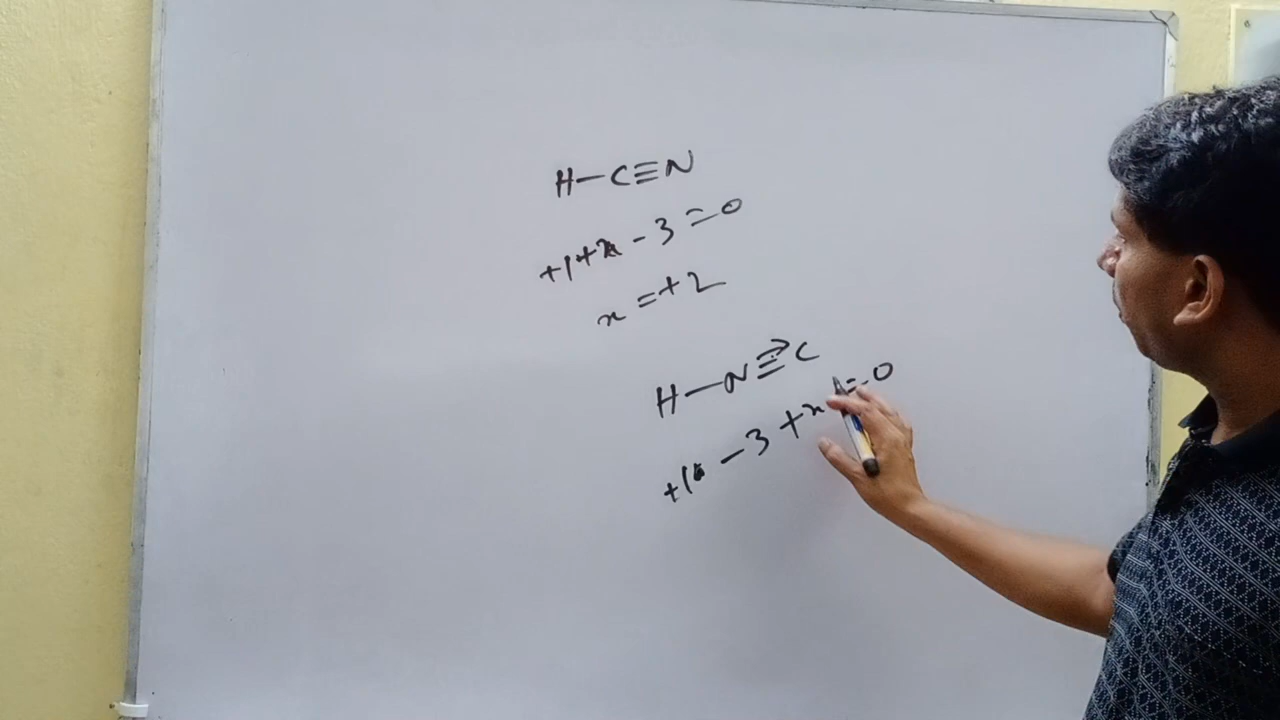 H-C≡N
+1+x-3=0
x=+2
H-N≡C
+1-3+x=0